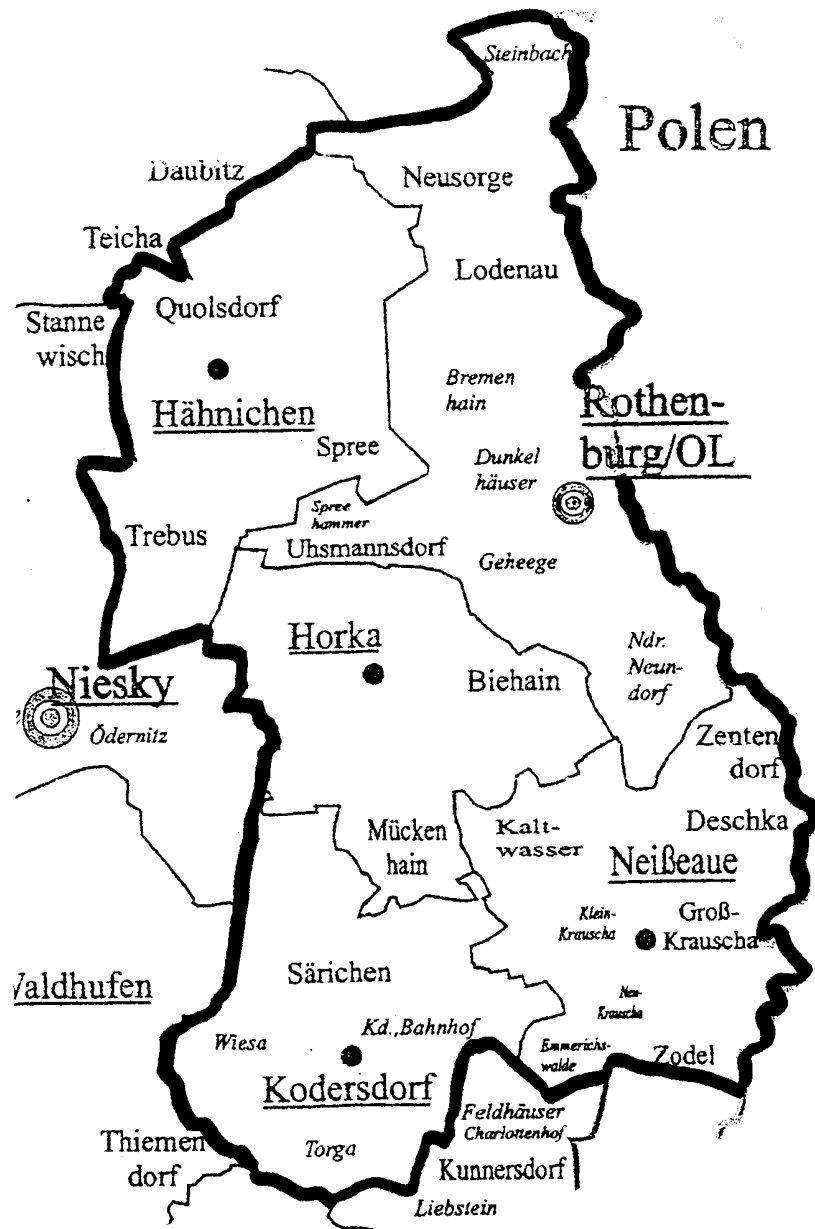 Steinbach
Polen
Daubitz
Neusorge
Teicha
Lodenau
Quolsdorf
Stanne
wisch
Bremen
hain
Hähnichen
Rothen-
burg/OL
Spree
Dunkel
häuser
Spree
hammer
Trebus
Uhsmannsdorf
Geheege
Horka
Ndr.
Neun-
dorf
Niesky
Biehain
Ödernitz
Zenten
dorf
Mücken
hain
Kalt-
wasser
Deschka
Neißeaue
Klein-
Krauscha
Groß-
Krauscha
Särichen
Valdhufen
Neu-
Krauscha
Wiesa
Kd.,Bahnhof
Emmerichs-
walde
Zodel
Kodersdorf
Feldhäuser
Charlottenhof
Thiemen
dorf
Torga
Kunnersdorf
Liebstein